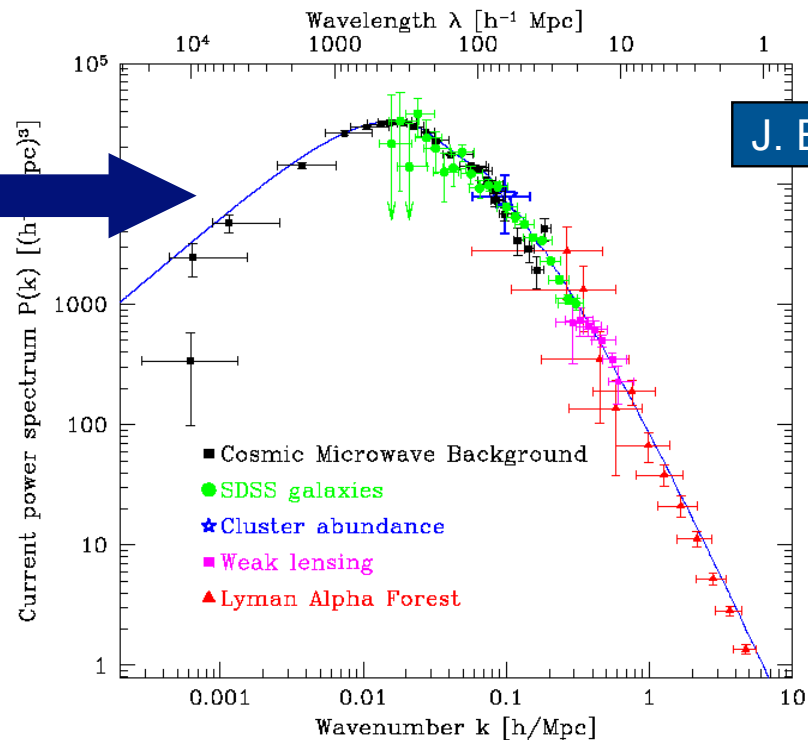 Wavelength λ [h⁻¹ Mpc]
10⁴ 1000 100 10 1
10⁵
1000
100
10
1
Current power spectrum P(k) [(h pc)³]
J. E
Cosmic Microwave Background
SDSS galaxies
Cluster abundance
Weak lensing
Lyman Alpha Forest
0.001 0.01 0.1 1 10
Wavenumber k [h/Mpc]